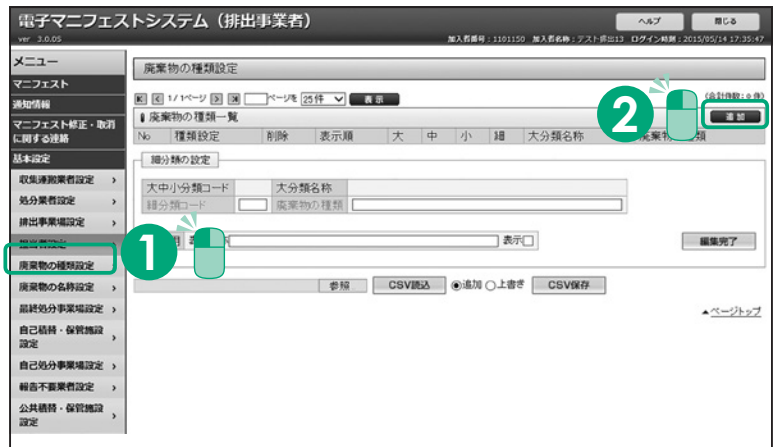 電子マニフェストシステム（排出事業者）
ver 3.0.05
ヘルプ 閉じる
加入者番号：1101150 加入者名称：テスト排出13 ログイン時刻：2015/05/14 17:35:47
メニュー
マニフェスト
通知情報
マニフェスト修正・取消
に関する連絡
基本設定
収集運搬業者設定 >
処分業者設定 >
排出事業場設定 >
担当者設定
廃棄物の種類設定
廃棄物の名称設定 >
最終処分事業場設定 >
自己積替・保管施設
設定 >
自己処分事業場設定 >
報告不要業者設定 >
公共積替・保管施設
設定 >
廃棄物の種類設定
1/1ページ ページを 25件 表示
(合計件数：0 件)
廃棄物の種類一覧
追加
No 種類設定 削除 表示順 大 中 小 細 大分類名称
細分類の設定
大中小分類コード 大分類名称
細分類コード 廃棄物の種類
表示□
編集完了
参照 CSV読込 ◉追加 ○上書き CSV保存
▲ページトップ
1
2